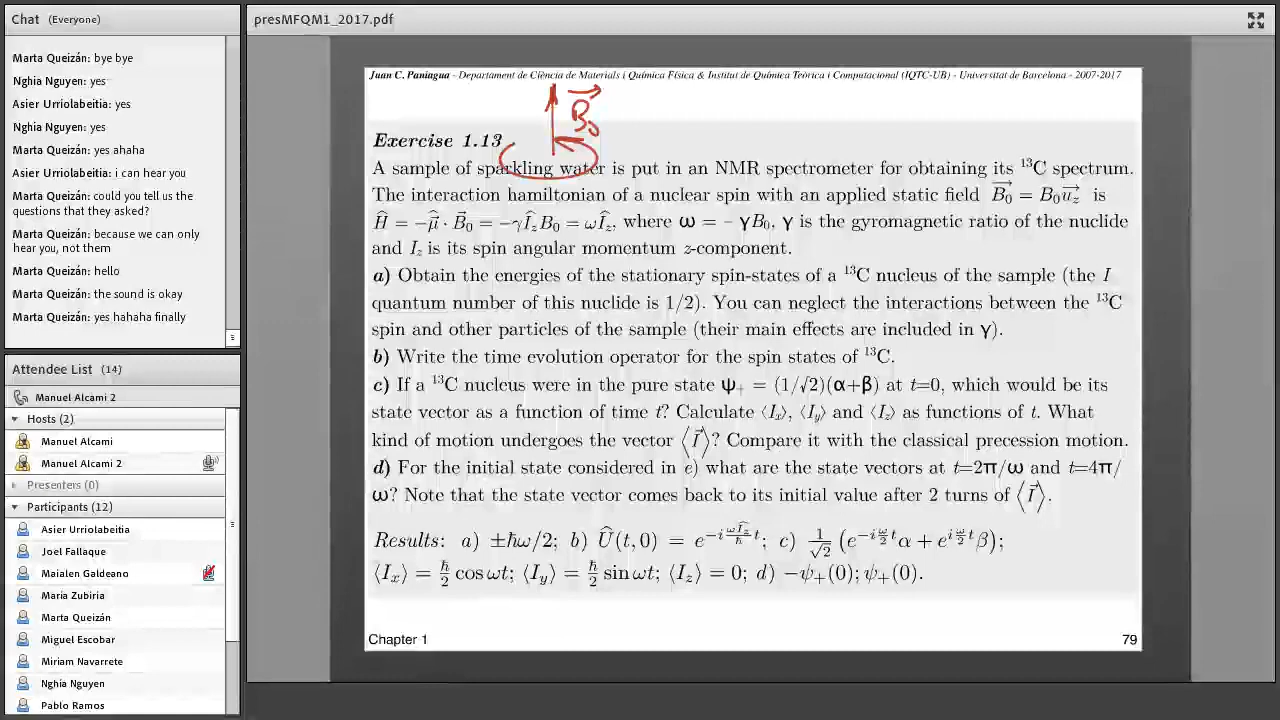 Chat (Everyone)
Marta Queizán: bye bye
Nghia Nguyen: yes
Asier Urriolabeitia: yes
Nghia Nguyen: yes
Marta Queizán: yes ahaha
Asier Urriolabeitia: i can hear you
Marta Queizán: could you tell us the
questions that they asked?
Marta Queizán: because we can only
hear you, not them
Marta Queizán: hello
Marta Queizán: the sound is okay
Marta Queizán: yes hahaha finally
Attendee List (14)
Manuel Alcami 2
Hosts (2)
Manuel Alcami
Manuel Alcami 2
Presenters (0)
Participants (12)
Asier Urriolabeitia
Joel Fallaque
Maialen Galdeano
Maria Zubiria
Marta Queizán
Miguel Escobar
Miriam Navarrete
Nghia Nguyen
Pablo Ramos
presMFQM1_2017.pdf
Juan C. Paniagua - Departament de Ciència de Materials i Química Física & Institut de Química Teòrica i Computacional (IQTC-UB) - Universitat de Barcelona - 2007-2017
B⃗₀
Exercise 1.13
A sample of sparkling water is put in an NMR spectrometer for obtaining its ¹³C spectrum.
The interaction hamiltonian of a nuclear spin with an applied static field B⃗₀ = B₀u⃗_z is
Ĥ = −μ̂⃗ · B⃗₀ = −γÎ_zB₀ = ωÎ_z, where ω = − γB₀, γ is the gyromagnetic ratio of the nuclide
and I_z is its spin angular momentum z-component.
a) Obtain the energies of the stationary spin-states of a ¹³C nucleus of the sample (the I
quantum number of this nuclide is 1/2). You can neglect the interactions between the ¹³C
spin and other particles of the sample (their main effects are included in γ).
b) Write the time evolution operator for the spin states of ¹³C.
c) If a ¹³C nucleus were in the pure state ψ₊ = (1/√2)(α+β) at t=0, which would be its
state vector as a function of time t? Calculate ⟨I_x⟩, ⟨I_y⟩ and ⟨I_z⟩ as functions of t. What
kind of motion undergoes the vector ⟨I⃗⟩? Compare it with the classical precession motion.
d) For the initial state considered in c) what are the state vectors at t=2π/ω and t=4π/
ω? Note that the state vector comes back to its initial value after 2 turns of ⟨I⃗⟩.
Results: a) ±ħω/2; b) Û(t,0) = e^{−i(ωÎ_z/ħ)t}; c) 1/√2 (e^{−i(ω/2)t}α + e^{i(ω/2)t}β);
⟨I_x⟩ = ħ/2 cos ωt; ⟨I_y⟩ = ħ/2 sin ωt; ⟨I_z⟩ = 0; d) −ψ₊(0); ψ₊(0).
Chapter 1
79